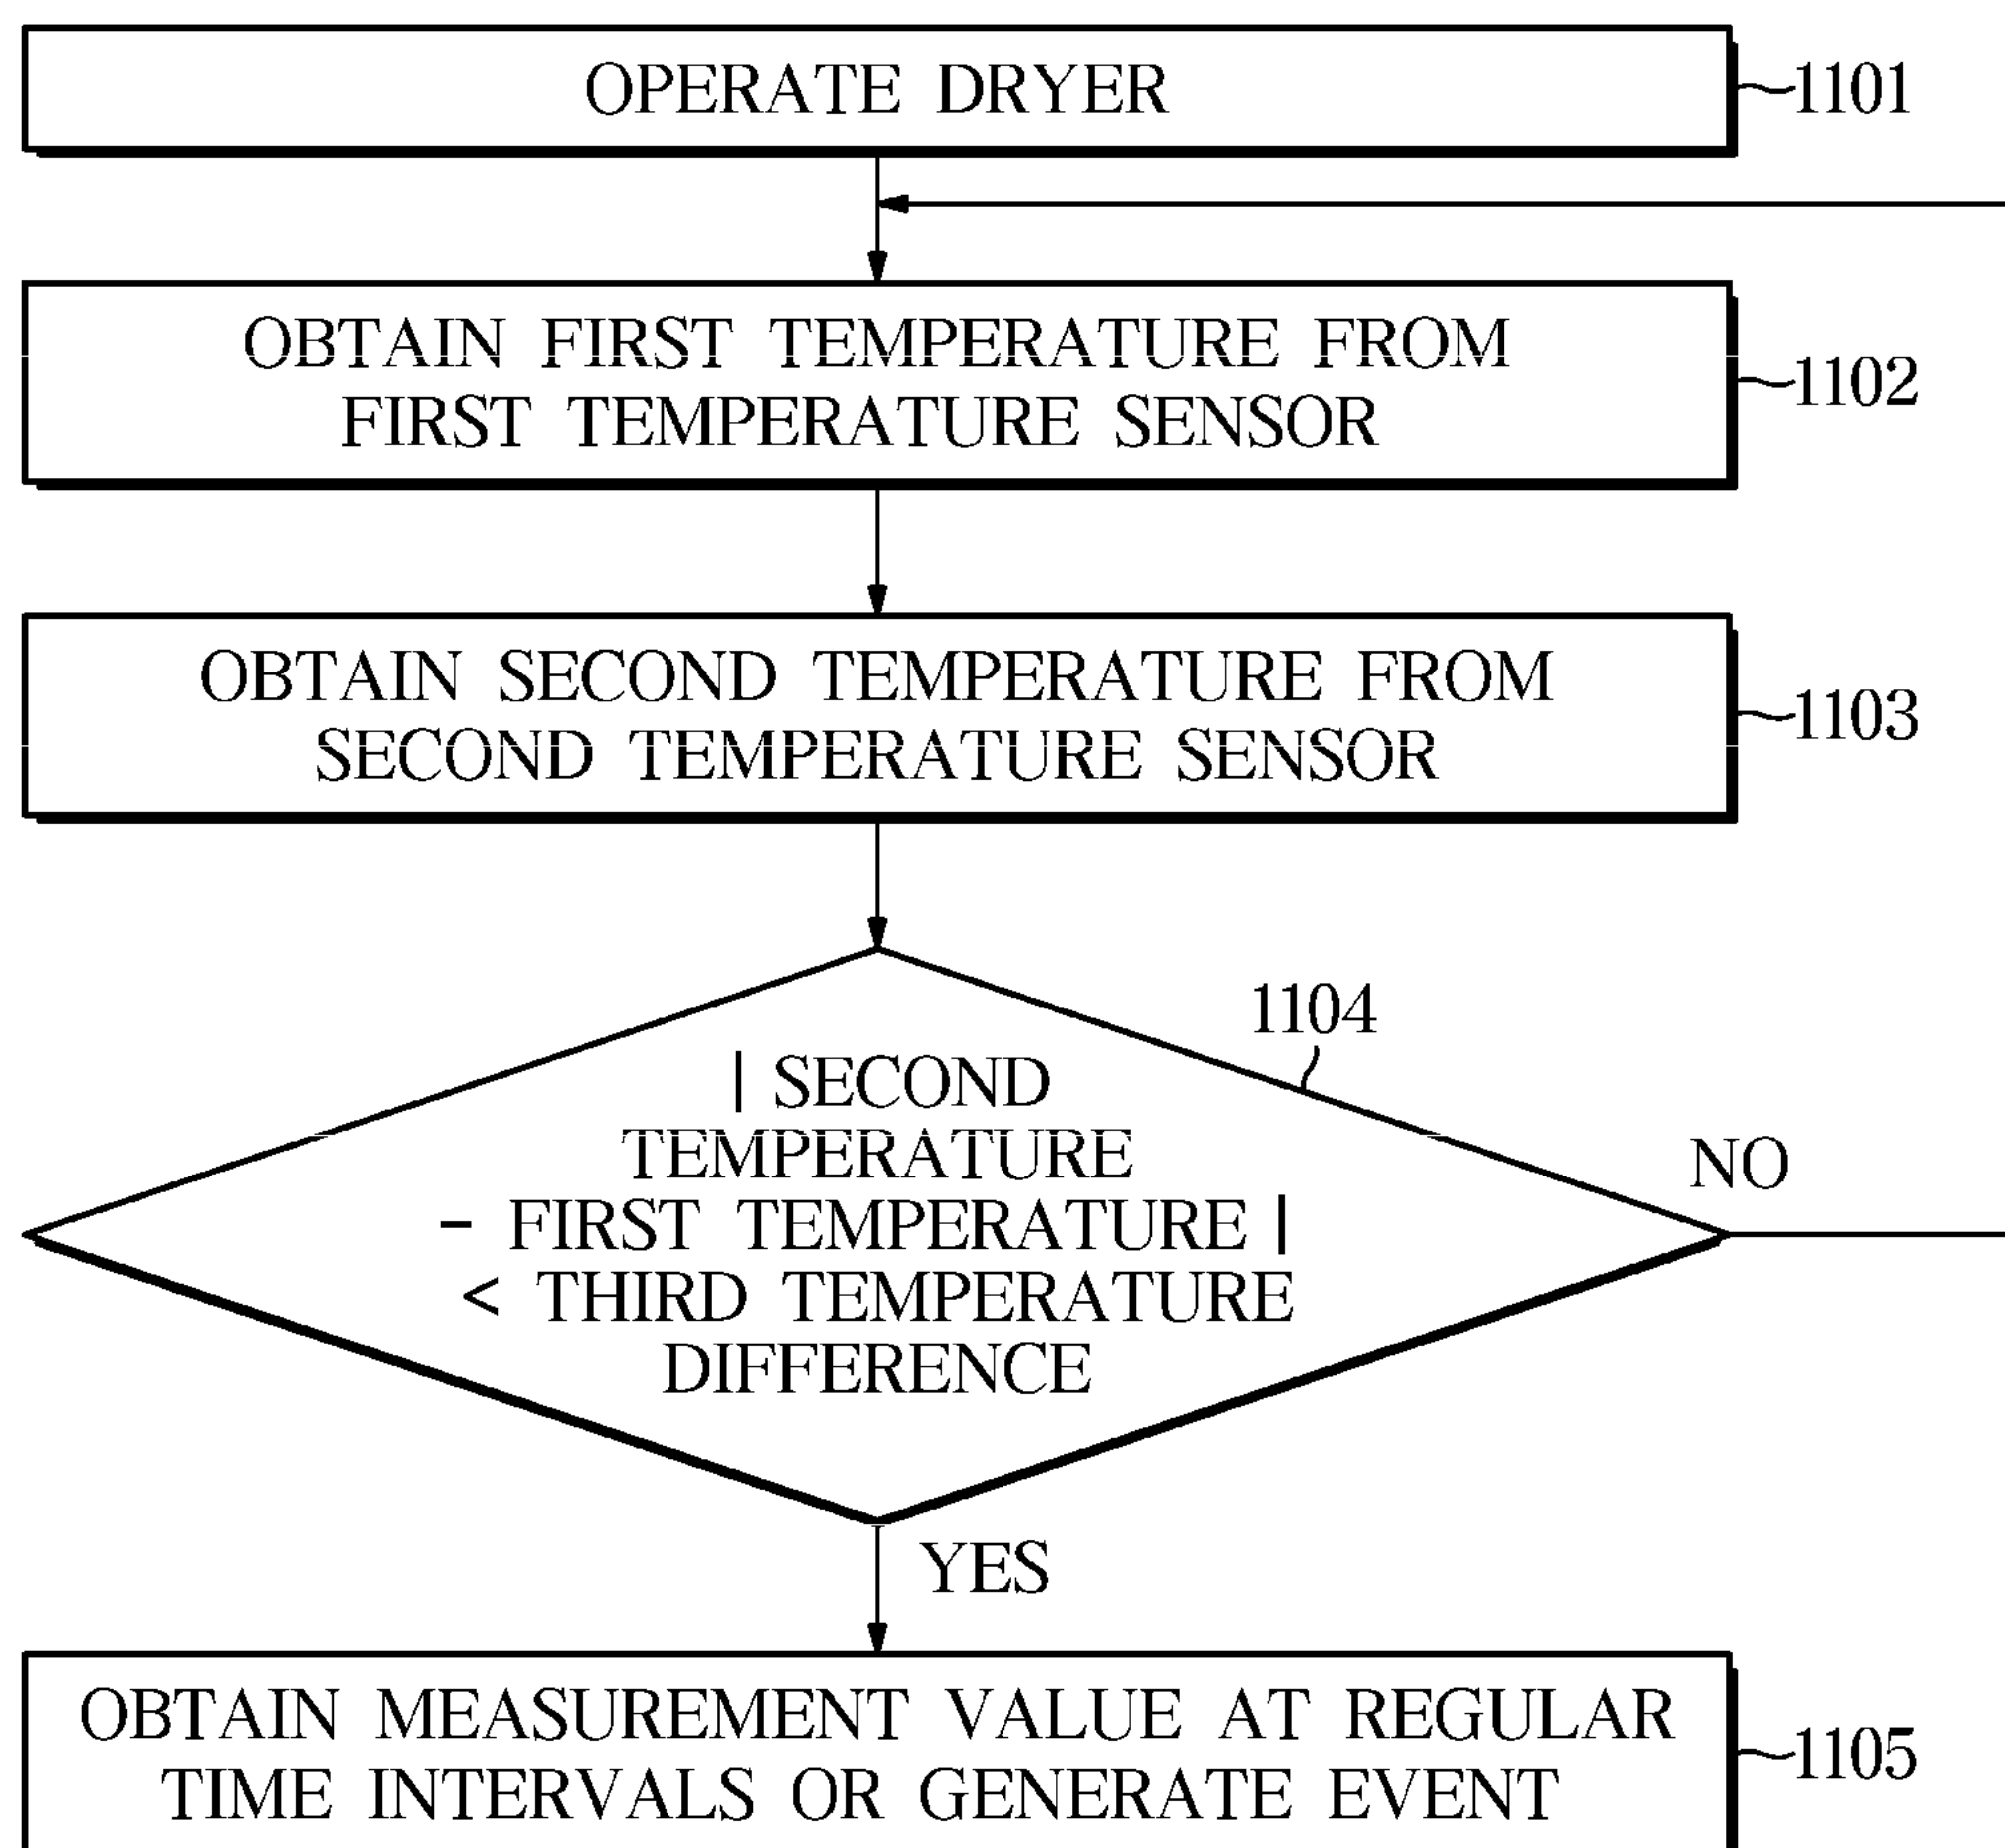 OPERATE DRYER
1101
OBTAIN FIRST TEMPERATURE FROM
FIRST TEMPERATURE SENSOR
1102
OBTAIN SECOND TEMPERATURE FROM
SECOND TEMPERATURE SENSOR
1103
1104
| SECOND
TEMPERATURE
- FIRST TEMPERATURE |
< THIRD TEMPERATURE
DIFFERENCE
NO
YES
OBTAIN MEASUREMENT VALUE AT REGULAR
TIME INTERVALS OR GENERATE EVENT
1105